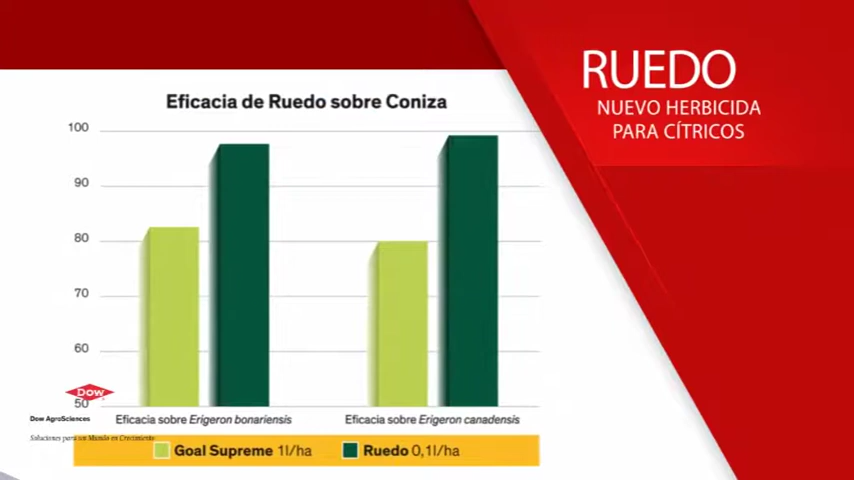 RUEDO
NUEVO HERBICIDA
PARA CÍTRICOS
Eficacia de Ruedo sobre Coniza
100
90
80
70
60
50
Eficacia sobre Erigeron bonariensis
Eficacia sobre Erigeron canadensis
Goal Supreme 1l/ha
Ruedo 0,1l/ha
Dow
Dow AgroSciences
Soluciones para un Mundo en Crecimiento